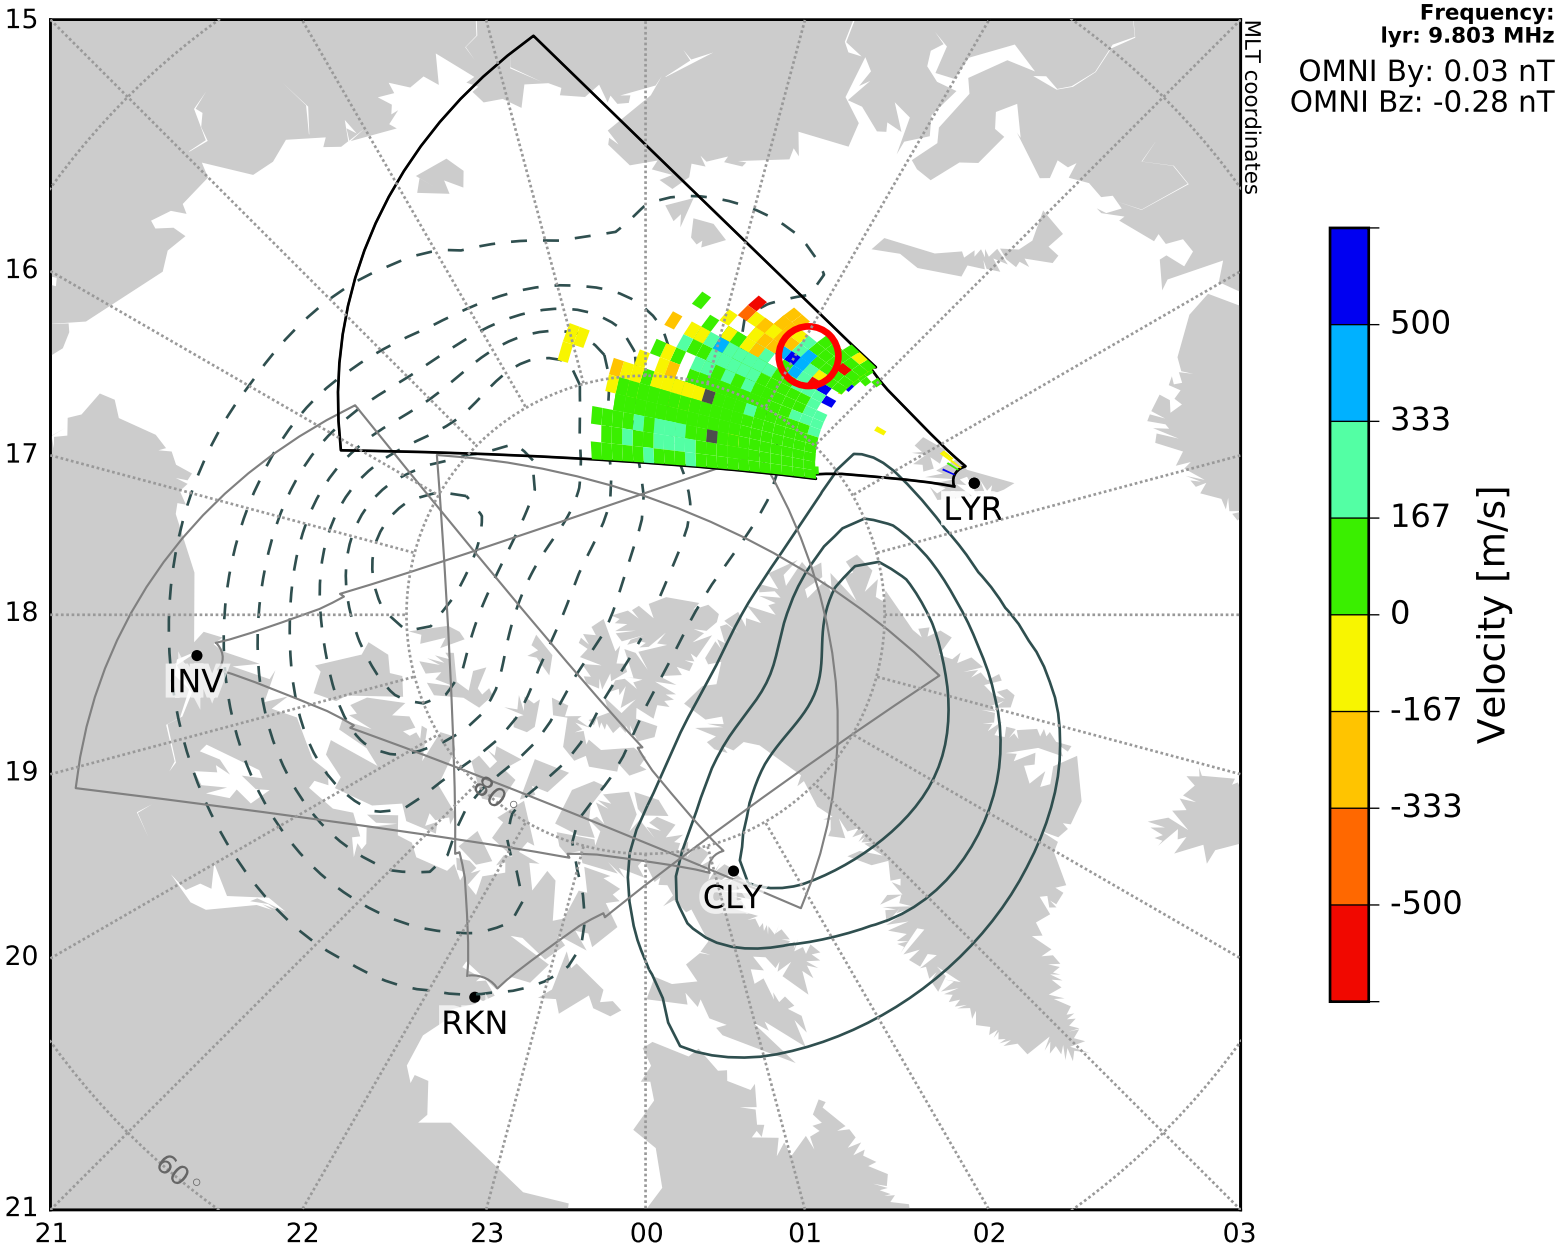 Frequency:
lyr: 9.803 MHz
OMNI By: 0.03 nT
OMNI Bz: -0.28 nT
MLT coordinates
15
16
17
18
19
20
21
21
22
23
00
01
02
03
LYR
INV
80°
CLY
RKN
60°
500
333
167
0
-167
-333
-500
Velocity [m/s]